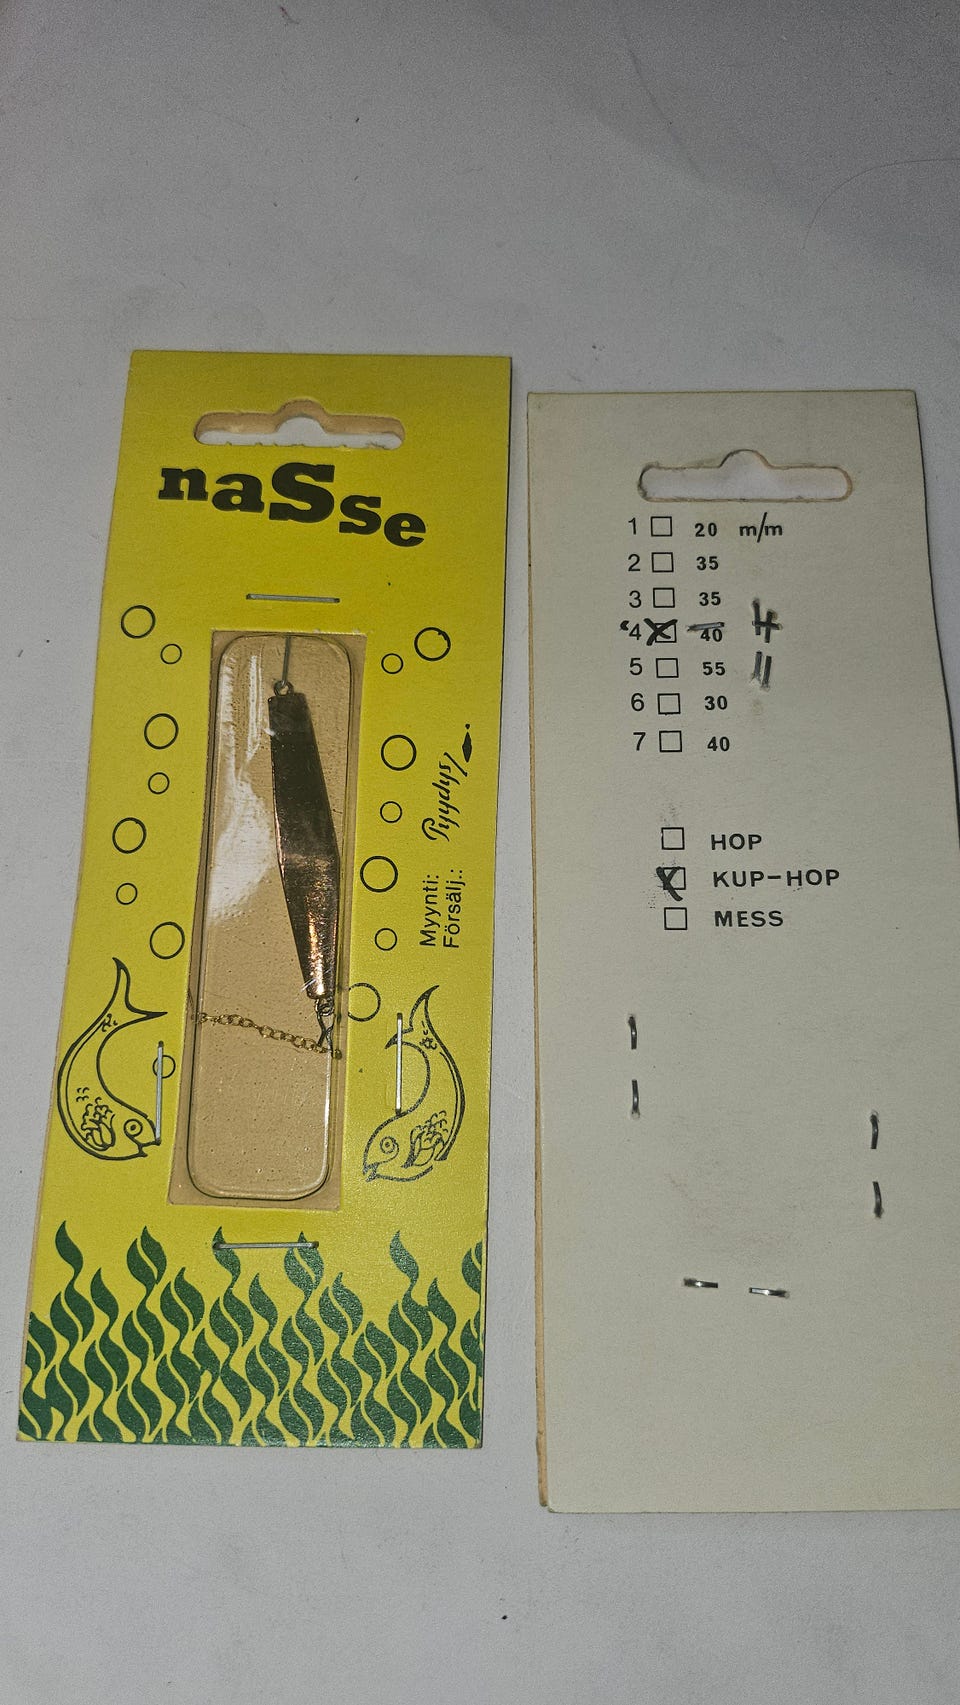 naSse
Myynti: Pyydys
Försälj.:
1 20 m/m
2 35
3 35
4 40
5 55
6 30
7 40
HOP
KUP-HOP
MESS